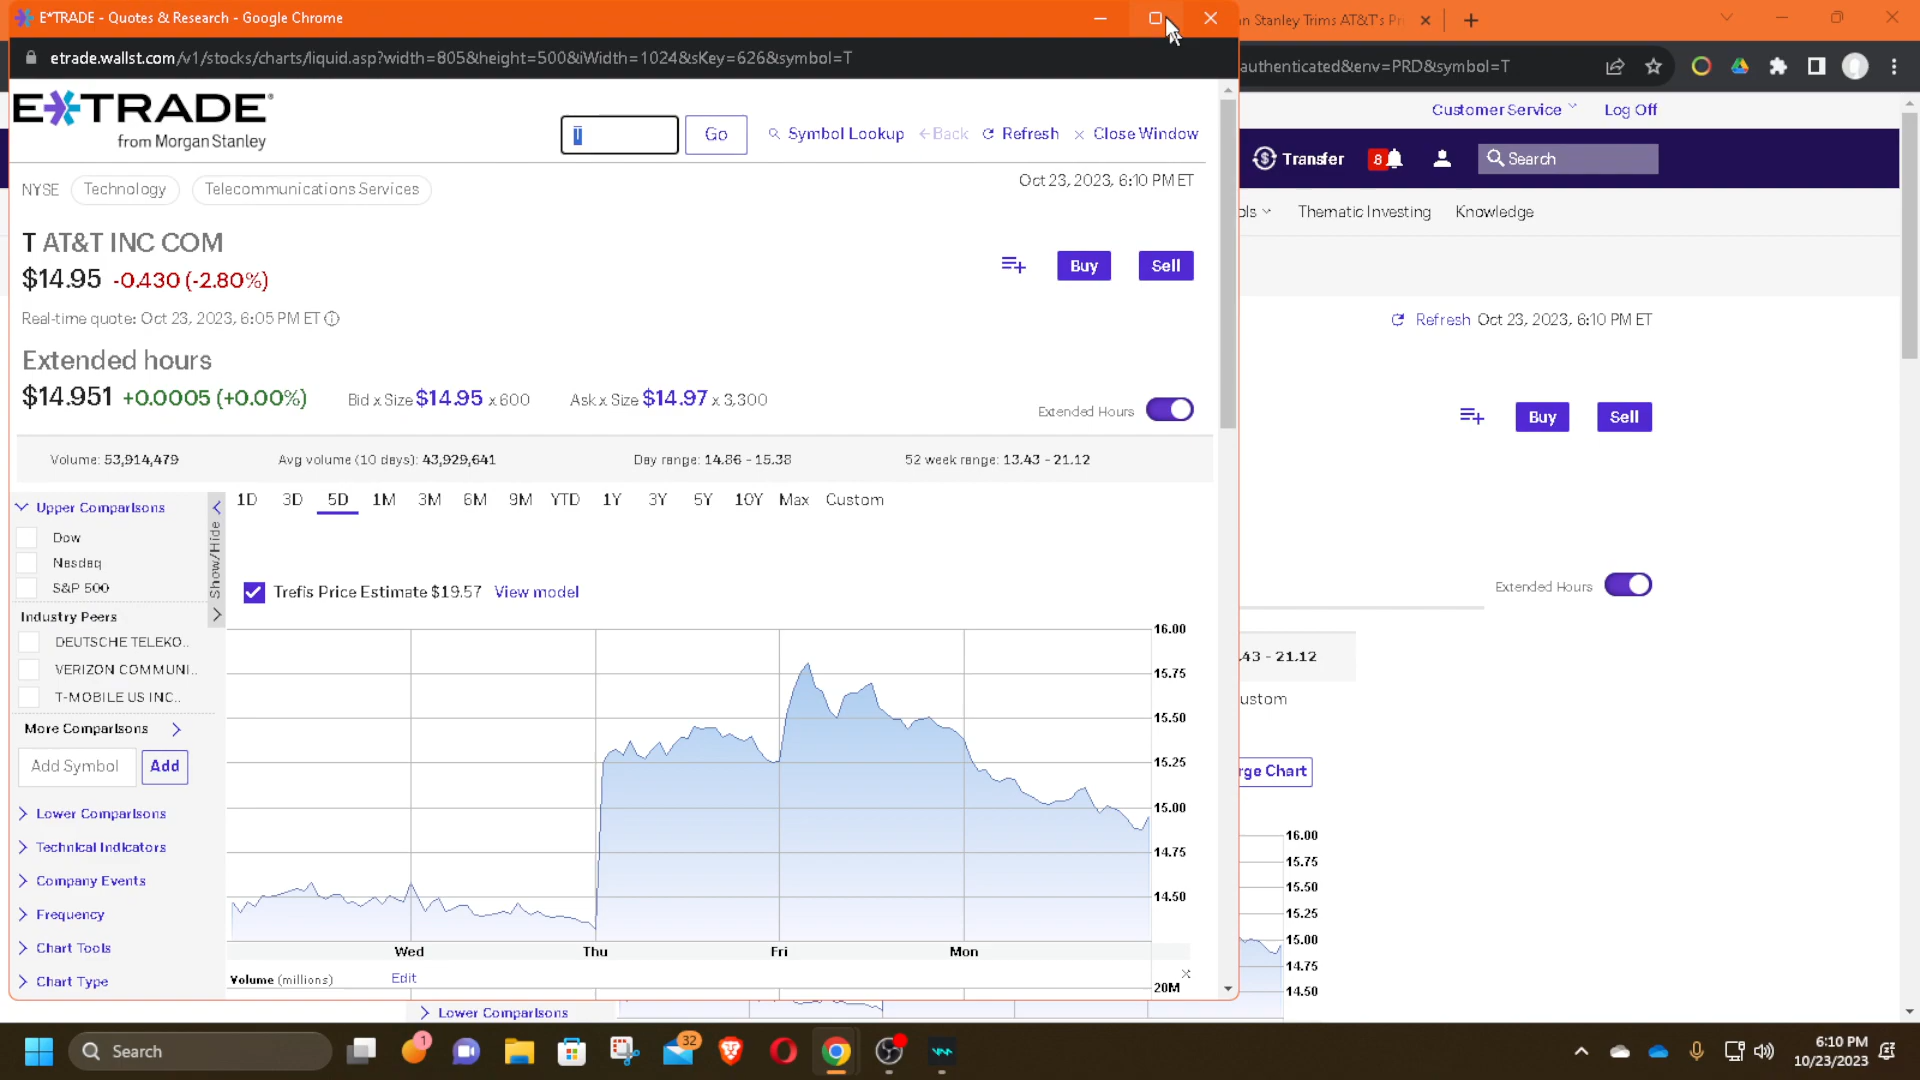 E*TRADE - Quotes & Research - Google Chrome
n Stanley Trims AT&T's Pri
etrade.wallst.com/v1/stocks/charts/liquid.asp?width=805&height=500&iWidth=1024&sKey=626&symbol=T
authenticated&env=PRD&symbol=T
Customer Service
Log Off
E*TRADE®
from Morgan Stanley
T
Go
Symbol Lookup
Back
Refresh
Close Window
Transfer
8
Search
NYSE
Technology
Telecommunications Services
Oct 23, 2023, 6:10 PM ET
ols
Thematic Investing
Knowledge
T AT&T INC COM
$14.95 -0.430 (-2.80%)
Buy
Sell
Real-time quote: Oct 23, 2023, 6:05 PM ET
Refresh Oct 23, 2023, 6:10 PM ET
Extended hours
$14.951 +0.0005 (+0.00%)
Bid x Size $14.95 x 600
Ask x Size $14.97 x 3,300
Extended Hours
Buy
Sell
Volume: 53,914,479
Avg volume (10 days): 43,929,641
Day range: 14.86 - 15.38
52 week range: 13.43 - 21.12
1D 3D 5D 1M 3M 6M 9M YTD 1Y 3Y 5Y 10Y Max Custom
Upper Comparisons
Dow
Nasdaq
S&P 500
Show/Hide
Industry Peers
DEUTSCHE TELEKO..
VERIZON COMMUNI..
T-MOBILE US INC..
More Comparisons
Add Symbol
Add
Lower Comparisons
Technical Indicators
Company Events
Frequency
Chart Tools
Chart Type
Trefis Price Estimate $19.57 View model
16.00
15.75
15.50
15.25
15.00
14.75
14.50
Wed
Thu
Fri
Mon
Volume (millions)
Edit
20M
Extended Hours
.43 - 21.12
ustom
rge Chart
16.00
15.75
15.50
15.25
15.00
14.75
14.50
Lower Comparisons
Search
1
32
6:10 PM
10/23/2023